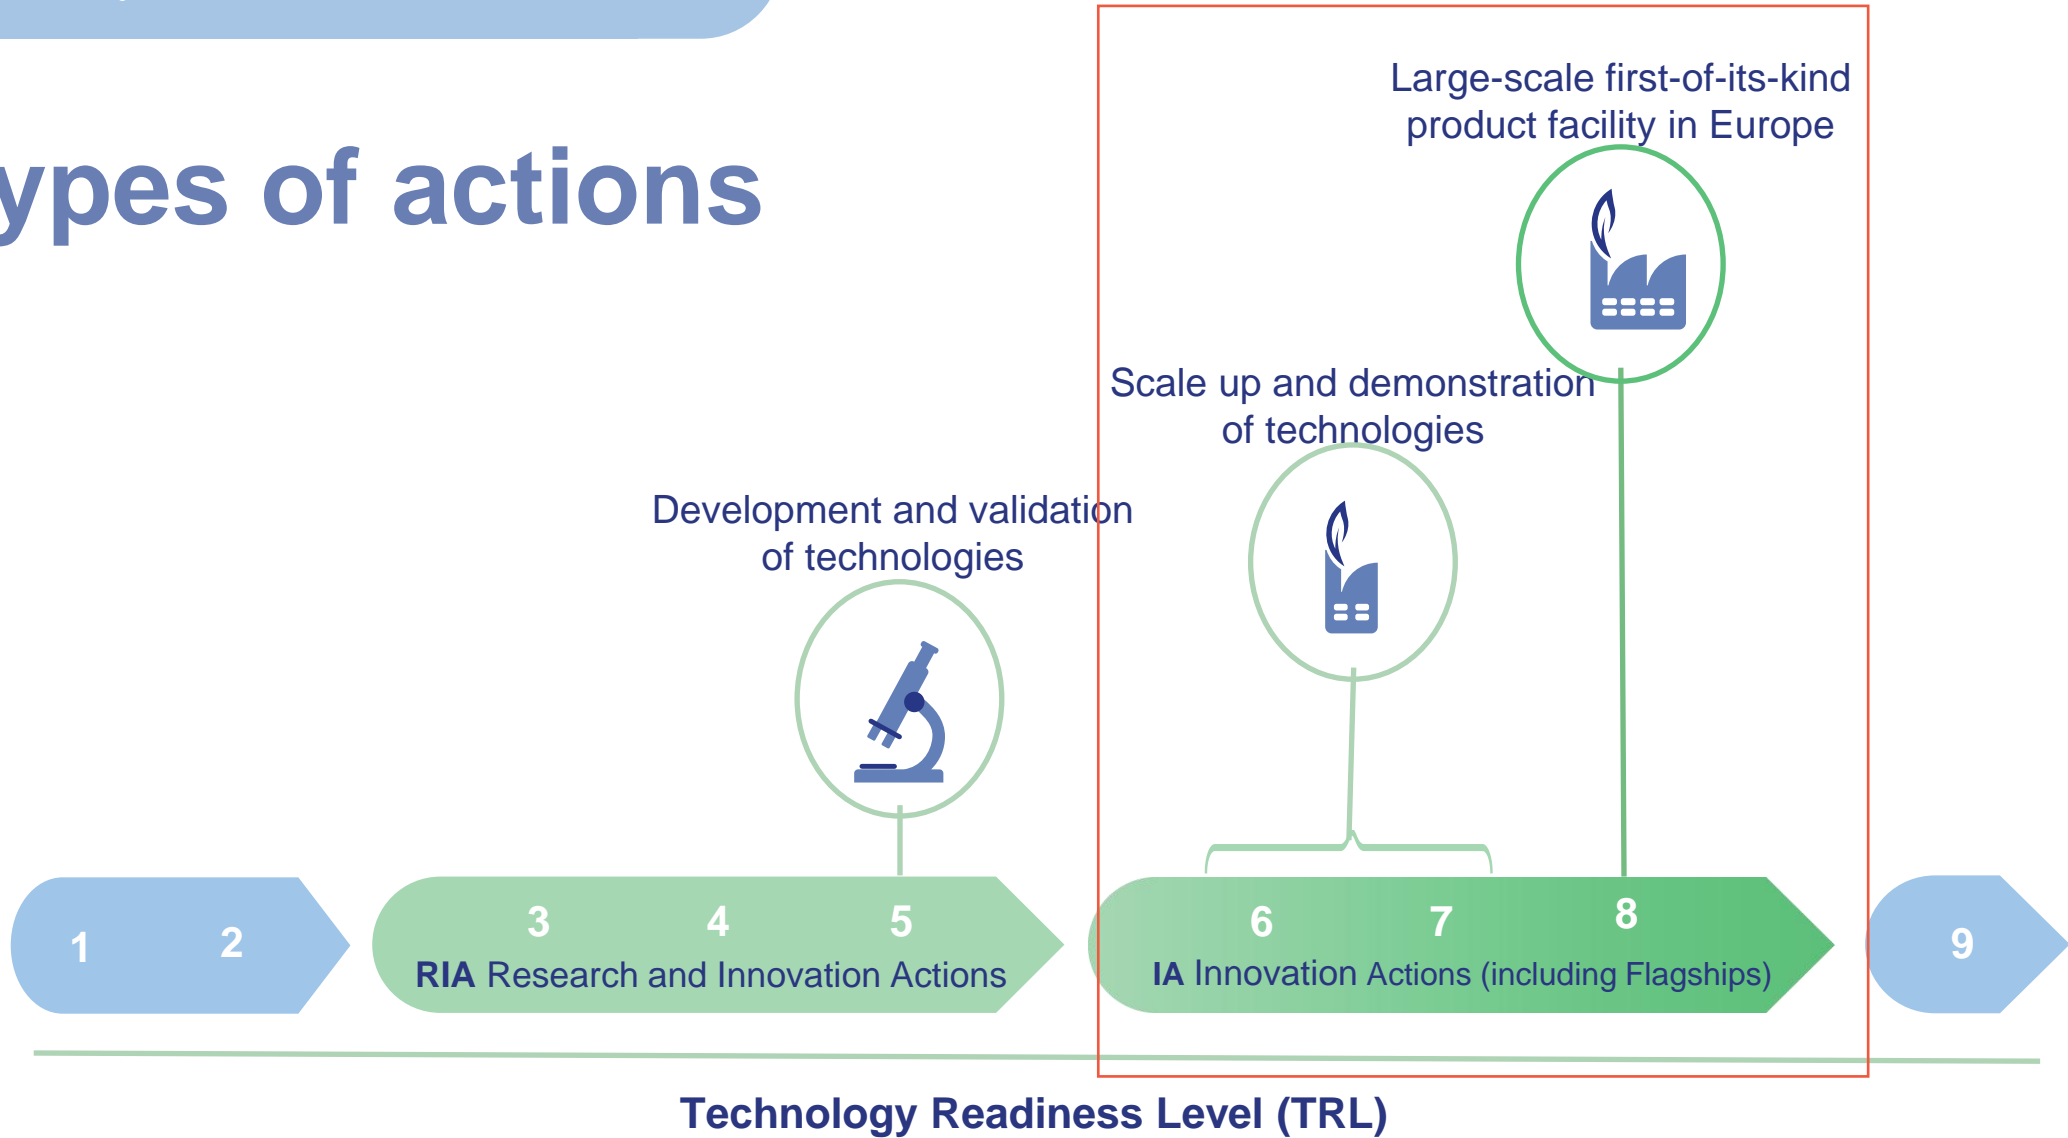 ypes of actions
Large-scale first-of-its-kind
product facility in Europe
Scale up and demonstration
of technologies
Development and validation
of technologies
1 2 3 4 5 6 7 8 9
RIA Research and Innovation Actions
IA Innovation Actions (including Flagships)
Technology Readiness Level (TRL)